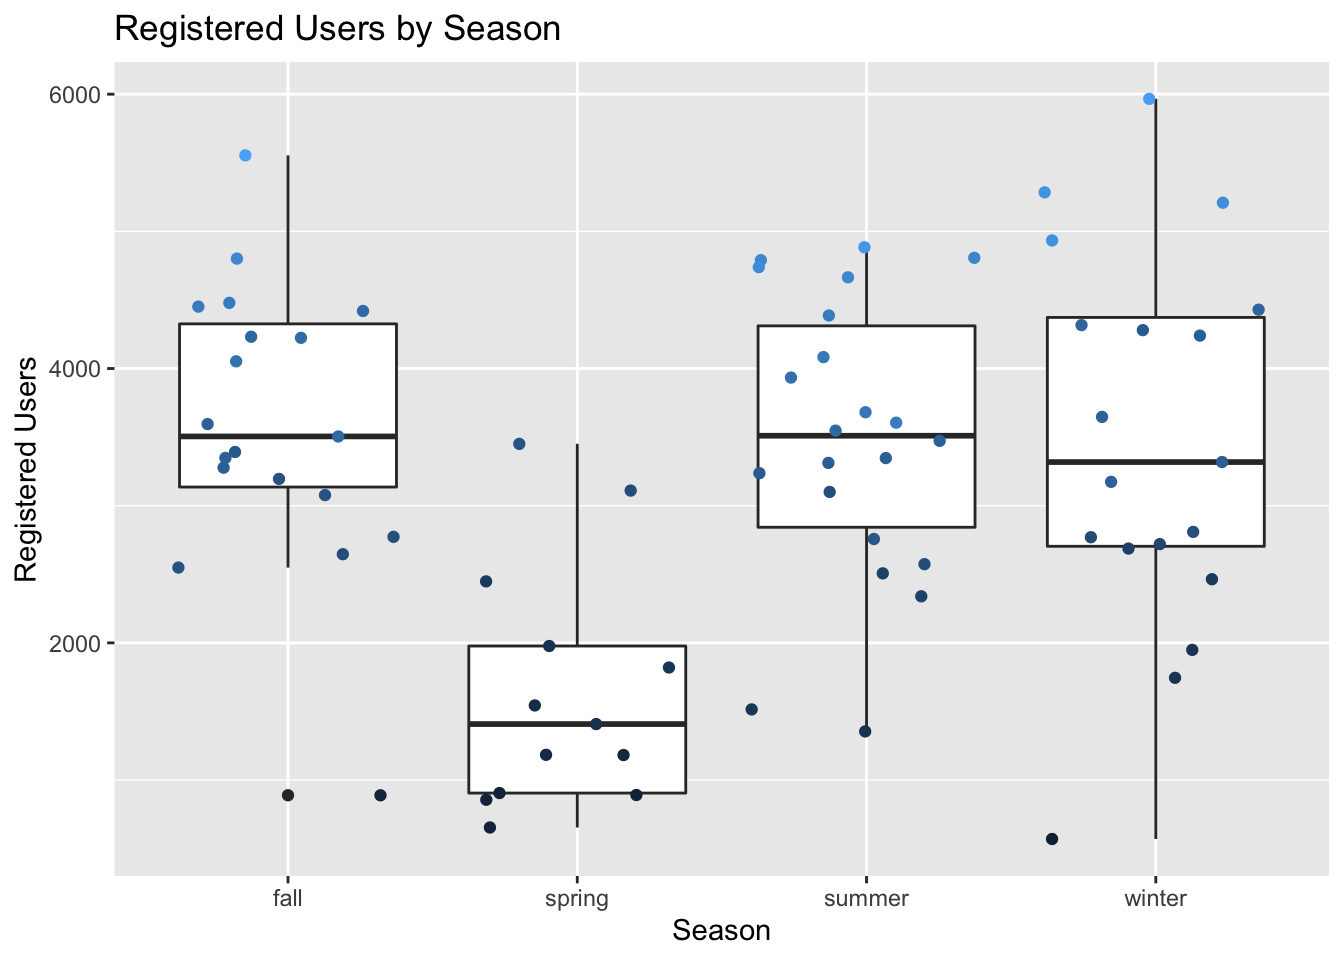 Registered Users by Season
Registered Users
6000
4000
2000
fall
spring
summer
winter
Season